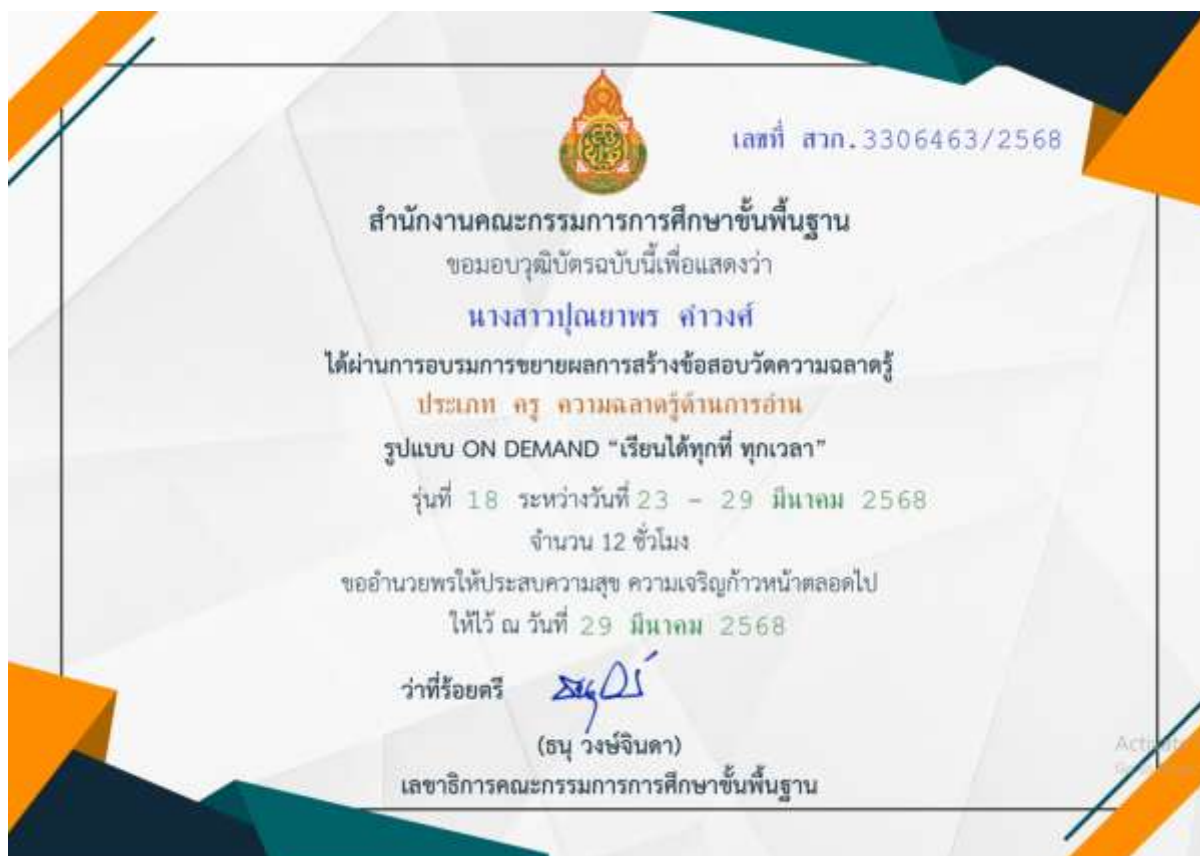 เลขที่ สวก.3306463/2568
สำนักงานคณะกรรมการการศึกษาขั้นพื้นฐาน
ขอมอบวุฒิบัตรฉบับนี้เพื่อแสดงว่า
นางสาวปุณยาพร คำวงศ์
ได้ผ่านการอบรมการขยายผลการสร้างข้อสอบวัดความฉลาดรู้
ประเภท ครู ความฉลาดรู้ด้านการอ่าน
รูปแบบ ON DEMAND “เรียนได้ทุกที่ ทุกเวลา”
รุ่นที่ 18 ระหว่างวันที่ 23 - 29 มีนาคม 2568
จำนวน 12 ชั่วโมง
ขออำนวยพรให้ประสบความสุข ความเจริญก้าวหน้าตลอดไป
ให้ไว้ ณ วันที่ 29 มีนาคม 2568
ว่าที่ร้อยตรี
(ธนุ วงษ์จินดา)
เลขาธิการคณะกรรมการการศึกษาขั้นพื้นฐาน